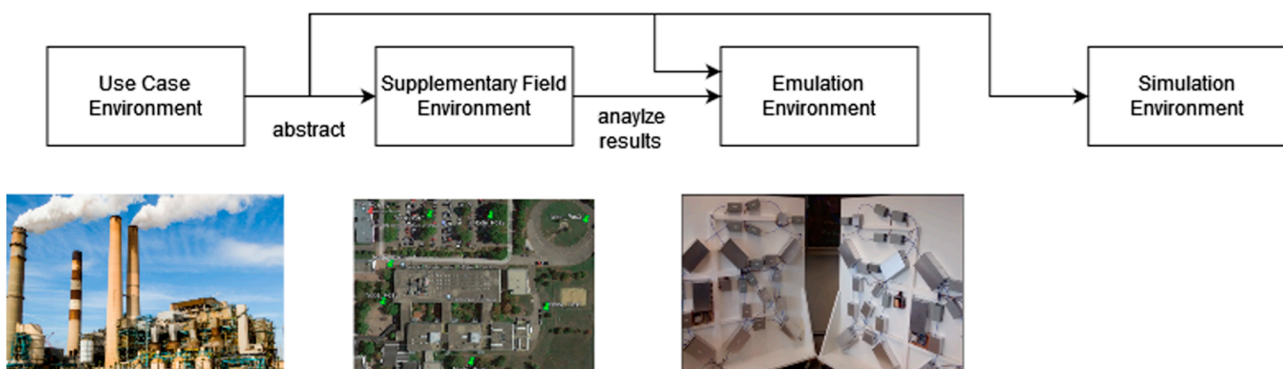 Use Case
Environment
abstract
Supplementary Field
Environment
anaylze
results
Emulation
Environment
Simulation
Environment